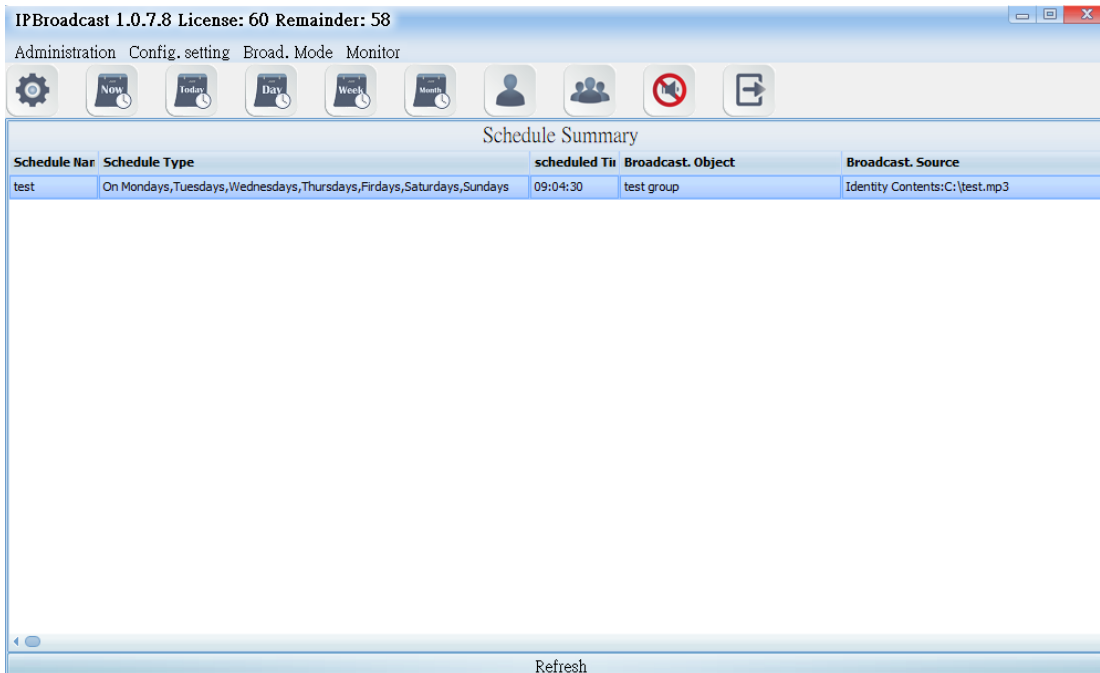 IPBroadcast 1.0.7.8 License: 60 Remainder: 58
Administration Config. setting Broad. Mode Monitor
Now Today Day Week Month
Schedule Summary
Schedule Nar Schedule Type scheduled Tir Broadcast. Object Broadcast. Source
test On Mondays,Tuesdays,Wednesdays,Thursdays,Firdays,Saturdays,Sundays 09:04:30 test group Identity Contents:C:\test.mp3
Refresh